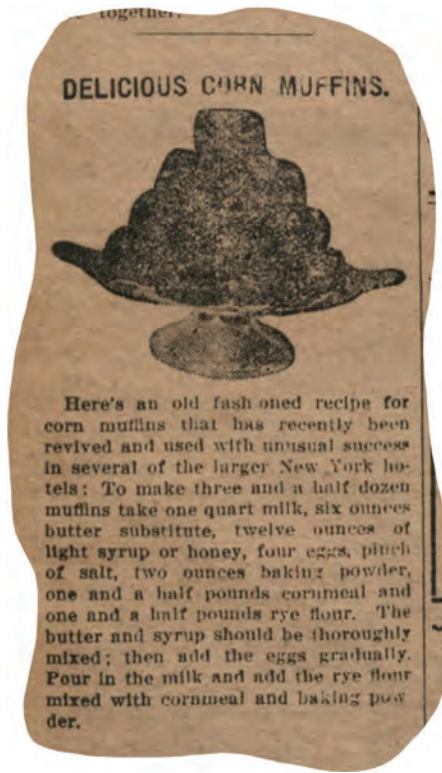 together.
DELICIOUS CORN MUFFINS.
Here's an old fash oned recipe for
corn muffins that has recently been
revived and used with unusual success
in several of the larger New York ho-
tels: To make three and a half dozen
muffins take one quart milk, six ounces
butter substitute, twelve ounces of
light syrup or honey, four eggs, pinch
of salt, two ounces baking powder,
one and a half pounds cornmeal and
one and a half pounds rye flour. The
butter and syrup should be thoroughly
mixed; then add the eggs gradually.
Pour in the milk and add the rye flour
mixed with cornmeal and baking pow
der.